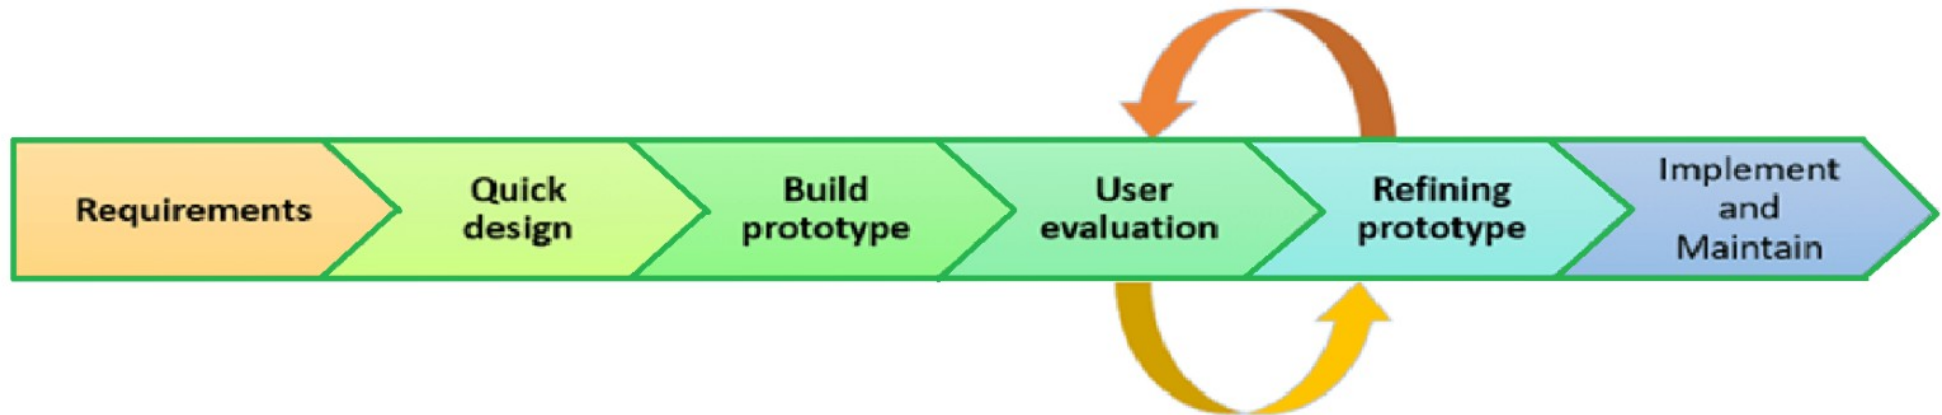 Requirements
Quick
design
Build
prototype
User
evaluation
Refining
prototype
Implement
and
Maintain